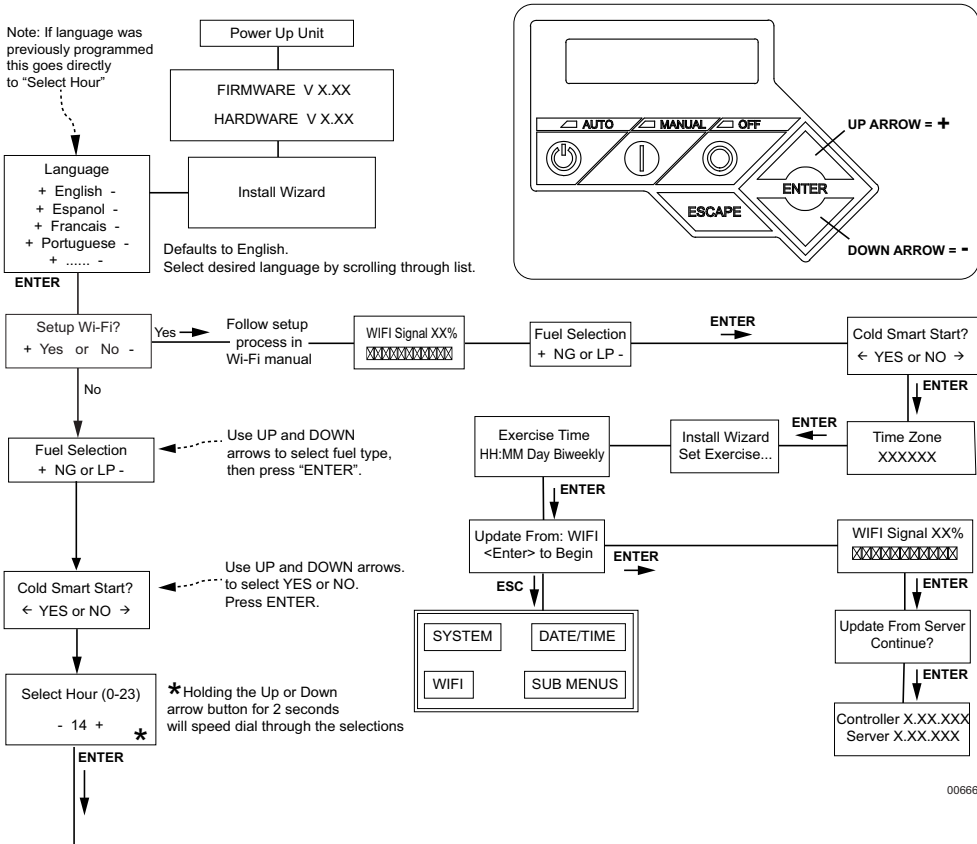 Note: If language was
previously programmed
this goes directly
to “Select Hour”
Power Up Unit
FIRMWARE V X.XX
HARDWARE V X.XX
Install Wizard
Language
+ English -
+ Espanol -
+ Francais -
+ Portuguese -
+ ...... -
ENTER
Defaults to English.
Select desired language by scrolling through list.
AUTO
MANUAL
OFF
ESCAPE
ENTER
UP ARROW = +
DOWN ARROW = -
Setup Wi-Fi?
+ Yes or No -
Yes
Follow setup
process in
Wi-Fi manual
WIFI Signal XX%
Fuel Selection
+ NG or LP -
ENTER
Cold Smart Start?
← YES or NO →
ENTER
Time Zone
XXXXXX
ENTER
Install Wizard
Set Exercise...
Exercise Time
HH:MM Day Biweekly
ENTER
Update From: WIFI
<Enter> to Begin
ENTER
WIFI Signal XX%
ENTER
Update From Server
Continue?
ENTER
Controller X.XX.XXX
Server X.XX.XXX
ESC
SYSTEM
DATE/TIME
WIFI
SUB MENUS
No
Fuel Selection
+ NG or LP -
Use UP and DOWN
arrows to select fuel type,
then press “ENTER”.
Cold Smart Start?
← YES or NO →
Use UP and DOWN arrows.
to select YES or NO.
Press ENTER.
Select Hour (0-23)
- 14 +
*
*Holding the Up or Down
arrow button for 2 seconds
will speed dial through the selections
ENTER
00666